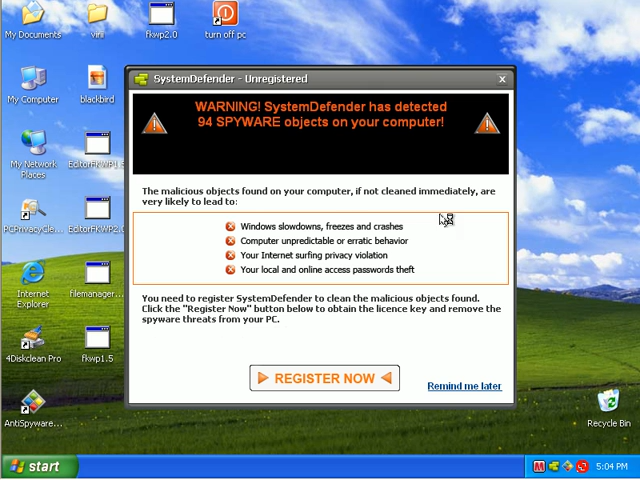 My Documents
virii
fkwp2.0
turn off pc
My Computer
blackbird
My Network
Places
EditorFKWP1.5
PCPrivacyCle...
EditorFKWP2.0
Internet
Explorer
filemanager...
4Diskclean Pro
fkwp1.5
AntiSpyware...
Recycle Bin
SystemDefender - Unregistered
WARNING! SystemDefender has detected
94 SPYWARE objects on your computer!
The malicious objects found on your computer, if not cleaned immediately, are
very likely to lead to:
Windows slowdowns, freezes and crashes
Computer unpredictable or erratic behavior
Your Internet surfing privacy violation
Your local and online access passwords theft
You need to register SystemDefender to clean the malicious objects found.
Click the "Register Now" button below to obtain the licence key and remove the
spyware threats from your PC.
REGISTER NOW
Remind me later
start
5:04 PM